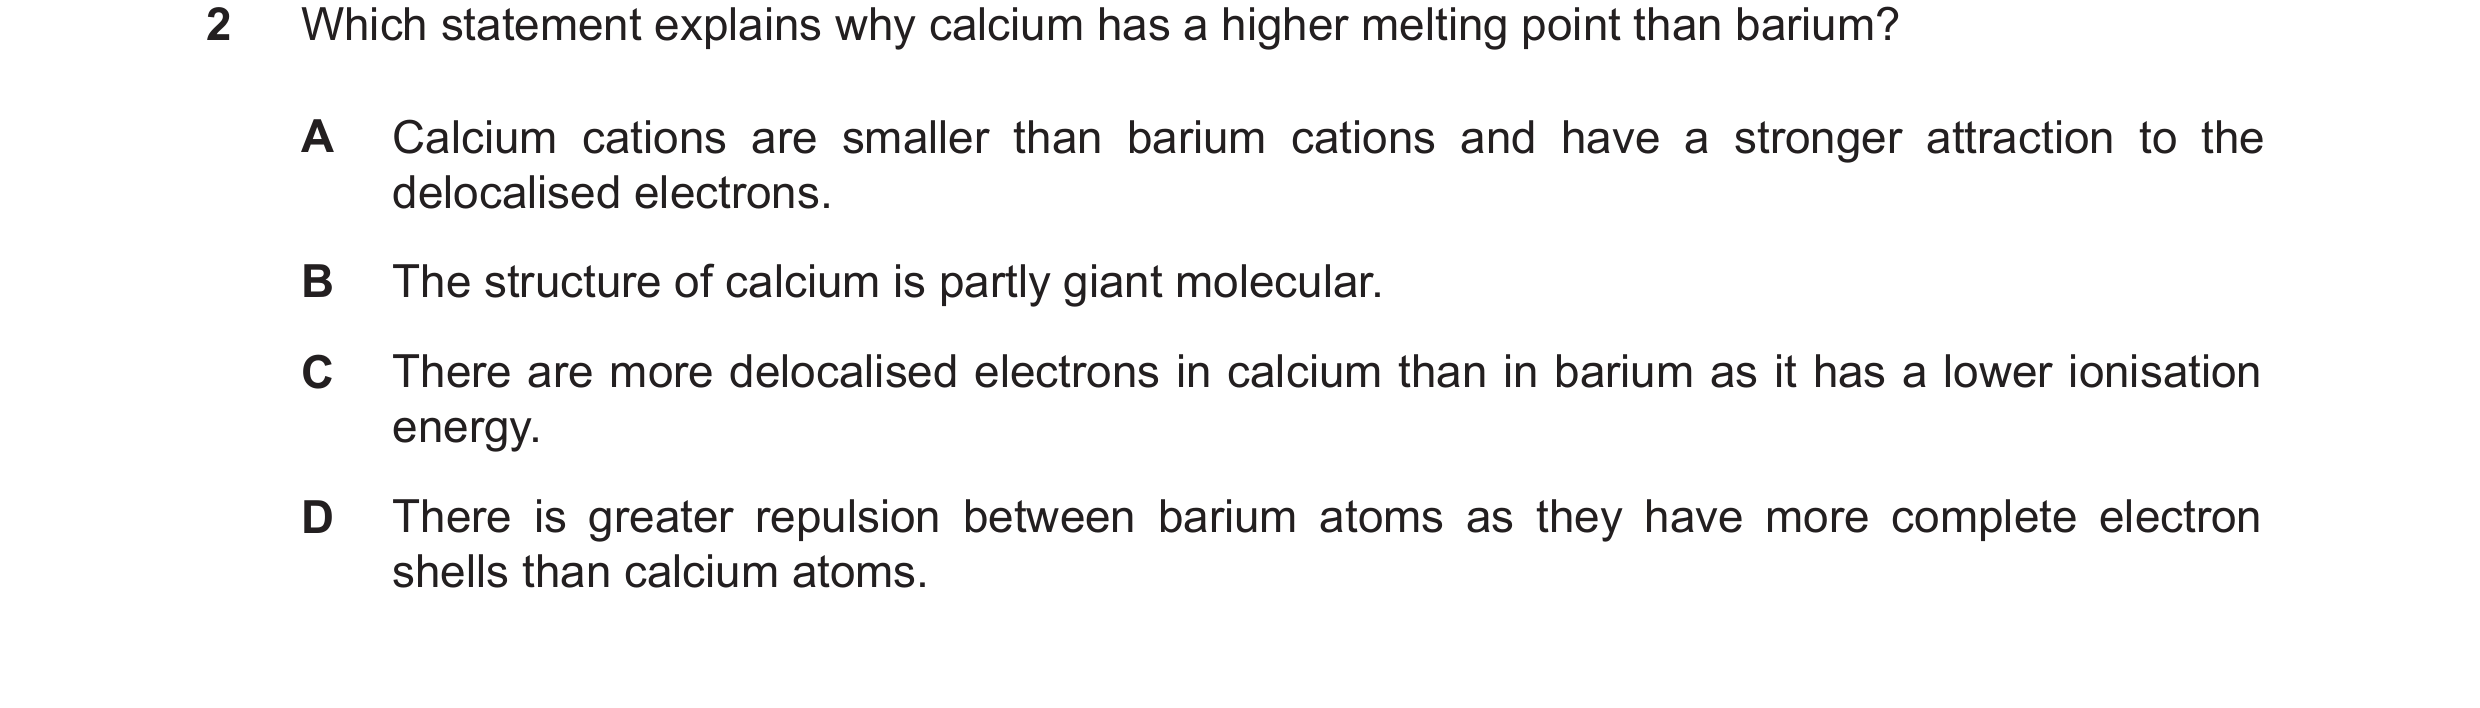 2 Which statement explains why calcium has a higher melting point than barium?
A Calcium cations are smaller than barium cations and have a stronger attraction to the
delocalised electrons.
B The structure of calcium is partly giant molecular.
C There are more delocalised electrons in calcium than in barium as it has a lower ionisation
energy.
D There is greater repulsion between barium atoms as they have more complete electron
shells than calcium atoms.